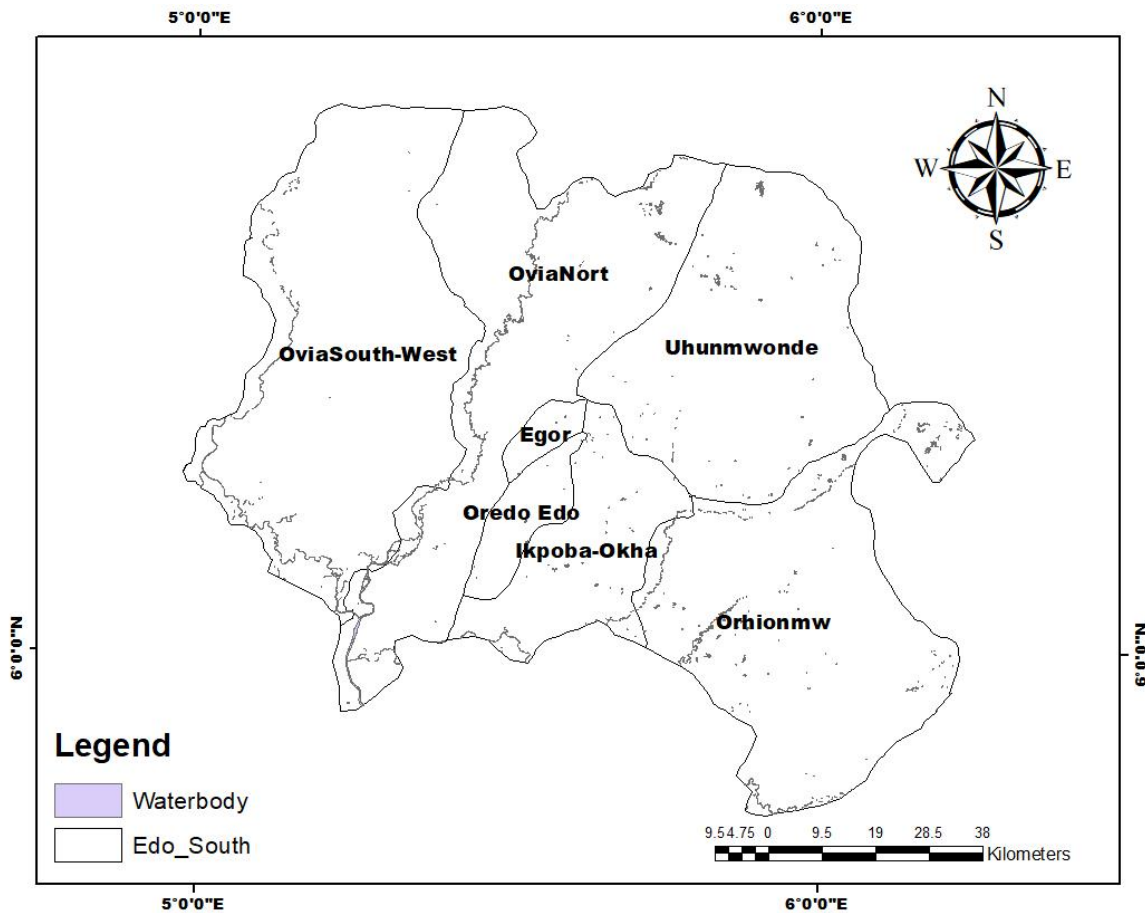 5°0'0"E
6°0'0"E
N
W
E
S
OviaNort
OviaSouth-West
Uhunmwonde
Egor
Oredo Edo
Ikpoba-Okha
Orhionmw
6°0'0"N
6°0'0"N
Legend
Waterbody
Edo_South
9.5 4.75 0 9.5 19 28.5 38
Kilometers
5°0'0"E
6°0'0"E